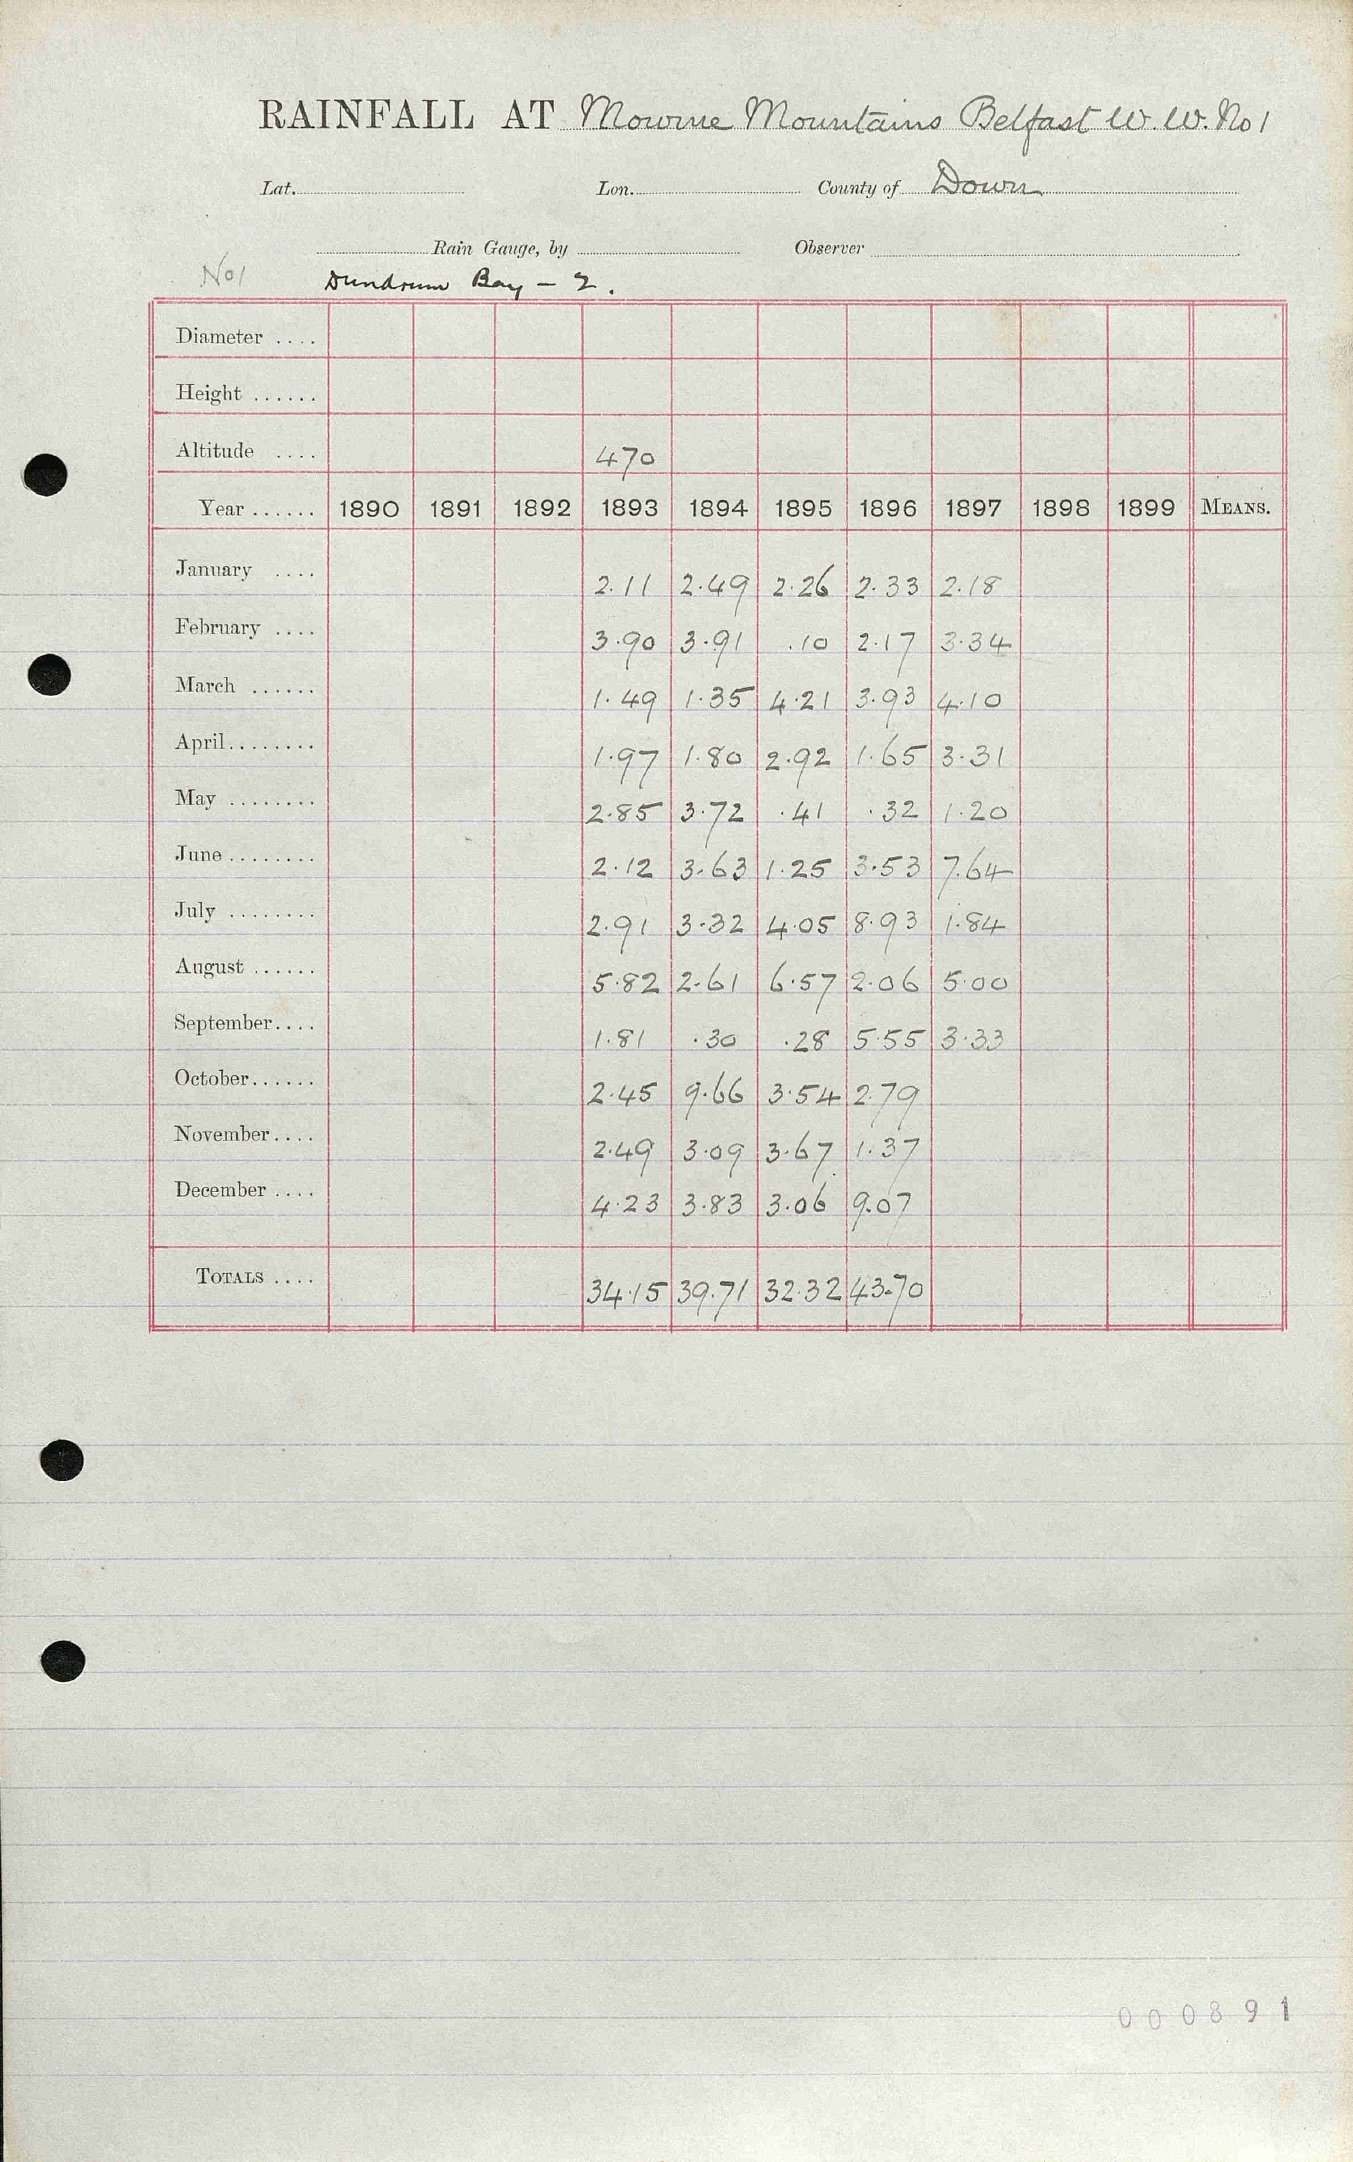 RAINFALL AT Mourne Mountains Belfast W. W. No 1
Lat. Lon. County of Down
Rain Gauge, by Observer
No 1 Dundrum Bay - 2.
Diameter ....
Height ......
Altitude .... 470
Year ...... 1890 1891 1892 1893 1894 1895 1896 1897 1898 1899 MEANS.
January .... 2.11 2.49 2.26 2.33 2.18
February .... 3.90 3.91 .10 2.17 3.34
March ...... 1.49 1.35 4.21 3.93 4.10
April........ 1.97 1.80 2.92 1.65 3.31
May ........ 2.85 3.72 .41 .32 1.20
June ........ 2.12 3.63 1.25 3.53 7.64
July ........ 2.91 3.32 4.05 8.93 1.84
August ...... 5.82 2.61 6.57 2.06 5.00
September.... 1.81 .30 .28 5.55 3.33
October...... 2.45 9.66 3.54 2.79
November.... 2.49 3.09 3.67 1.37
December .... 4.23 3.83 3.06 9.07
TOTALS .... 34.15 39.71 32.32 43.70
000891